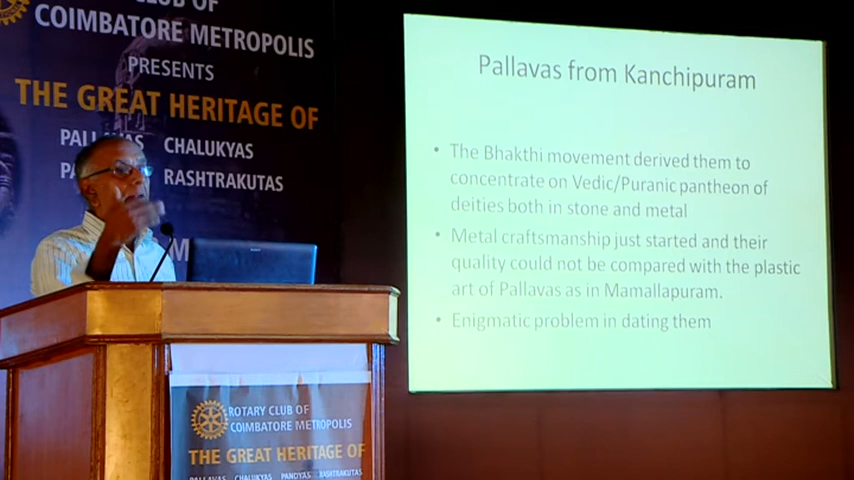 CLUB OF
COIMBATORE METROPOLIS
PRESENTS
THE GREAT HERITAGE OF
PALLAVAS CHALUKYAS
RASHTRAKUTAS
Pallavas from Kanchipuram
• The Bhakthi movement derived them to
concentrate on Vedic/Puranic pantheon of
deities both in stone and metal
• Metal craftsmanship just started and their
quality could not be compared with the plastic
art of Pallavas as in Mamallapuram.
• Enigmatic problem in dating them
ROTARY CLUB OF
COIMBATORE METROPOLIS
THE GREAT HERITAGE OF
PALLAVAS CHALUKYAS PANDYAS RASHTRAKUTAS